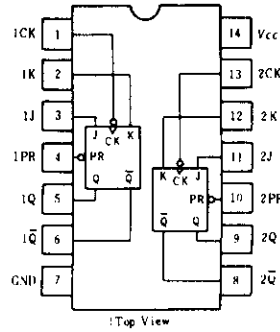 1CK 1 14 Vcc
1K 2 13 2CK
1J 3 12 2K
J K
CK
1PR 4 PR 11 2J
K J
CK
Q Q̅
1Q 5 PR 10 2PR
Q̅ Q
1Q̅ 6 9 2Q
GND 7 8 2Q̅
(Top View